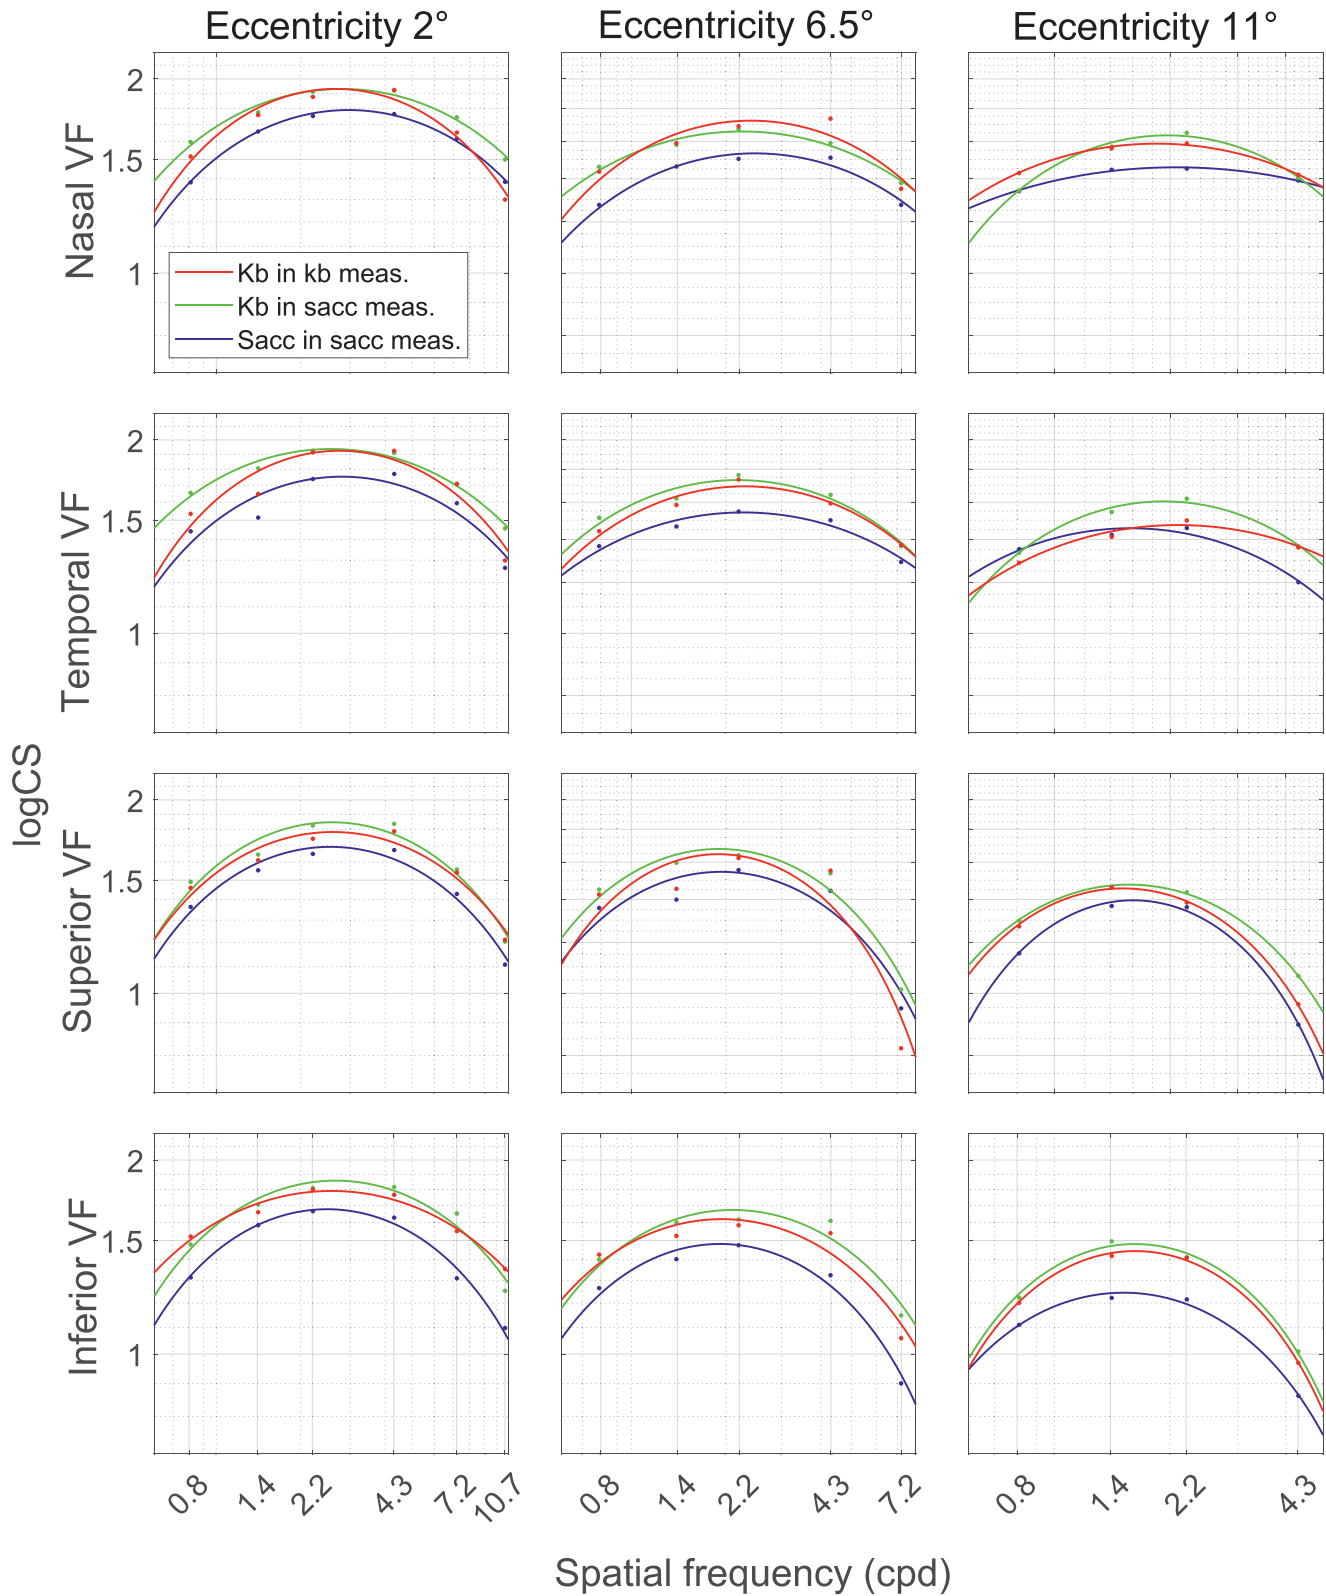 Eccentricity 2°
Eccentricity 6.5°
Eccentricity 11°
Nasal VF
2
1.5
1
Kb in kb meas.
Kb in sacc meas.
Sacc in sacc meas.
Temporal VF
2
1.5
1
logCS
Superior VF
2
1.5
1
Inferior VF
2
1.5
1
0.8 1.4 2.2 4.3 7.2 10.7
0.8 1.4 2.2 4.3 7.2
0.8 1.4 2.2 4.3
Spatial frequency (cpd)